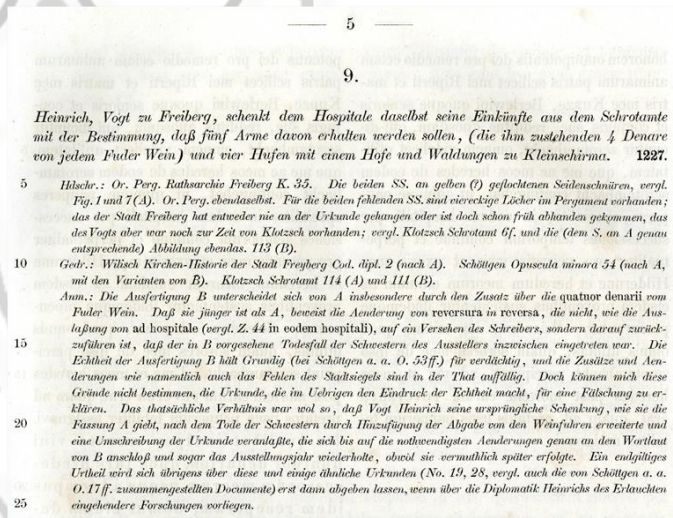 5
9.
Heinrich, Vogt zu Freiberg, schenkt dem Hospitale daselbst seine Einkünfte aus dem Schrotamte
mit der Bestimmung, daß fünf Arme davon erhalten werden sollen, (die ihm zustehenden 4 Denare
von jedem Fuder Wein) und vier Hufen mit einem Hofe und Waldungen zu Kleinschirma. 1227.
5 Hdschr.: Or. Perg. Rathsarchiv Freiberg K. 35. Die beiden SS. an gelben (?) geflochtenen Seidenschnüren, vergl.
Fig. 1 und 7 (A). Or. Perg. ebendaselbst. Für die beiden fehlenden SS. sind viereckige Löcher im Pergament vorhanden;
das der Stadt Freiberg hat entweder nie an der Urkunde gehangen oder ist doch schon früh abhanden gekommen, das
des Vogts aber war noch zur Zeit von Klotzsch vorhanden; vergl. Klotzsch Schrotamt 6f. und die (dem S. an A genau
entsprechende) Abbildung ebendas. 113 (B).
10 Gedr.: Wilisch Kirchen-Historie der Stadt Freyberg Cod. dipl. 2 (nach A). Schöttgen Opuscula minora 54 (nach A,
mit den Varianten von B). Klotzsch Schrotamt 114 (A) und 111 (B).
Anm.: Die Ausfertigung B unterscheidet sich von A insbesondere durch den Zusatz über die quatuor denarii vom
Fuder Wein. Daß sie jünger ist als A, beweist die Aenderung von reversura in reversâ, die nicht, wie die Aus-
laßung von ad hospitale (vergl. Z. 44 in eodem hospitali), auf ein Versehen des Schreibers, sondern darauf zurück-
15 zuführen ist, daß der in B vorgesehene Todesfall der Schwestern des Ausstellers inzwischen eingetreten war. Die
Echtheit der Ausfertigung B hält Grundig (bei Schöttgen a. a. O. 53ff.) für verdächtig, und die Zusätze und Aen-
derungen wie namentlich auch das Fehlen des Stadtsiegels sind in der That auffällig. Doch können mich diese
Gründe nicht bestimmen, die Urkunde, die im Uebrigen den Eindruck der Echtheit macht, für eine Fälschung zu er-
klären. Das thatsächliche Verhältnis war wol so, daß Vogt Heinrich seine ursprüngliche Schenkung, wie sie die
20 Fassung A giebt, nach dem Tode der Schwestern durch Hinzufügung der Abgabe von den Weinfuhren erweiterte und
eine Umschreibung der Urkunde veranlaßte, die sich bis auf die nothwendigsten Aenderungen genau an den Wortlaut
von B anschloß und sogar das Ausstellungsjahr wiederholte, obwol sie vermuthlich später erfolgte. Ein endgiltiges
Urtheil wird sich übrigens über diese und einige ähnliche Urkunden (No. 19, 28, vergl. auch die von Schöttgen a. a.
O. 17ff. zusammengestellten Documente) erst dann abgeben lassen, wenn über die Diplomatik Heinrichs des Erlauchten
25 eingehendere Forschungen vorliegen.